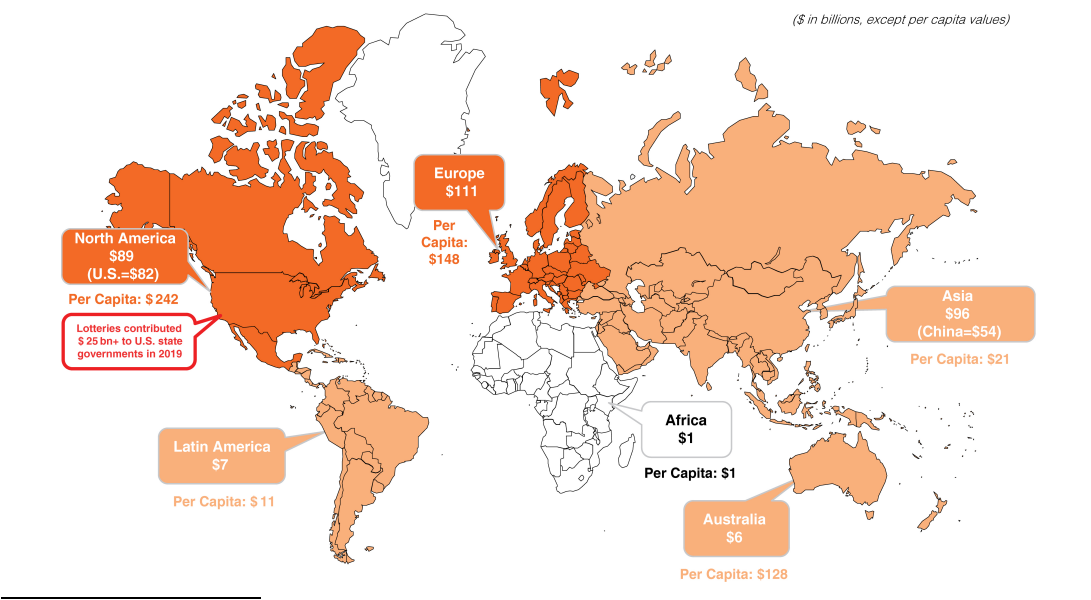 ($ in billions, except per capita values)
Europe
$111
Per
Capita:
$148
North America
$89
(U.S.=$82)
Per Capita: $242
Lotteries contributed
$25bn+ to U.S. state
governments in 2019
Asia
$96
(China=$54)
Per Capita: $21
Africa
$1
Per Capita: $1
Latin America
$7
Per Capita: $11
Australia
$6
Per Capita: $128